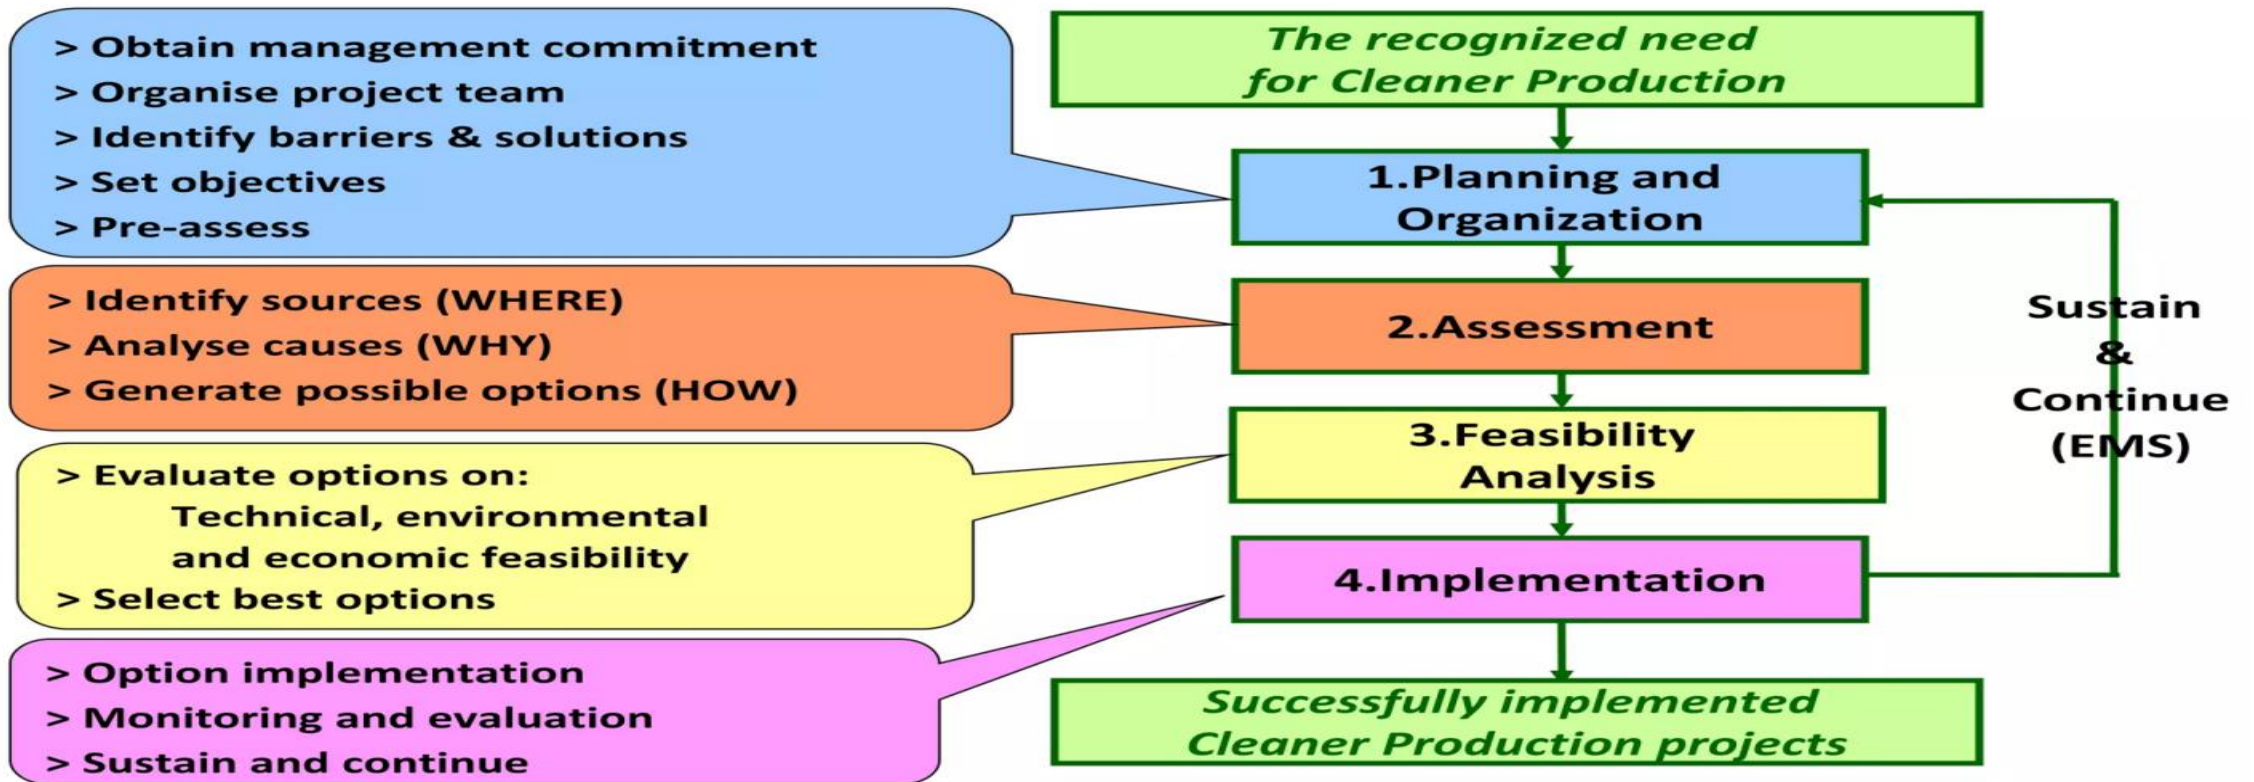 > Obtain management commitment
> Organise project team
> Identify barriers & solutions
> Set objectives
> Pre-assess
> Identify sources (WHERE)
> Analyse causes (WHY)
> Generate possible options (HOW)
> Evaluate options on:
Technical, environmental
and economic feasibility
> Select best options
> Option implementation
> Monitoring and evaluation
> Sustain and continue
The recognized need
for Cleaner Production
1.Planning and
Organization
2.Assessment
3.Feasibility
Analysis
4.Implementation
Successfully implemented
Cleaner Production projects
Sustain
&
Continue
(EMS)